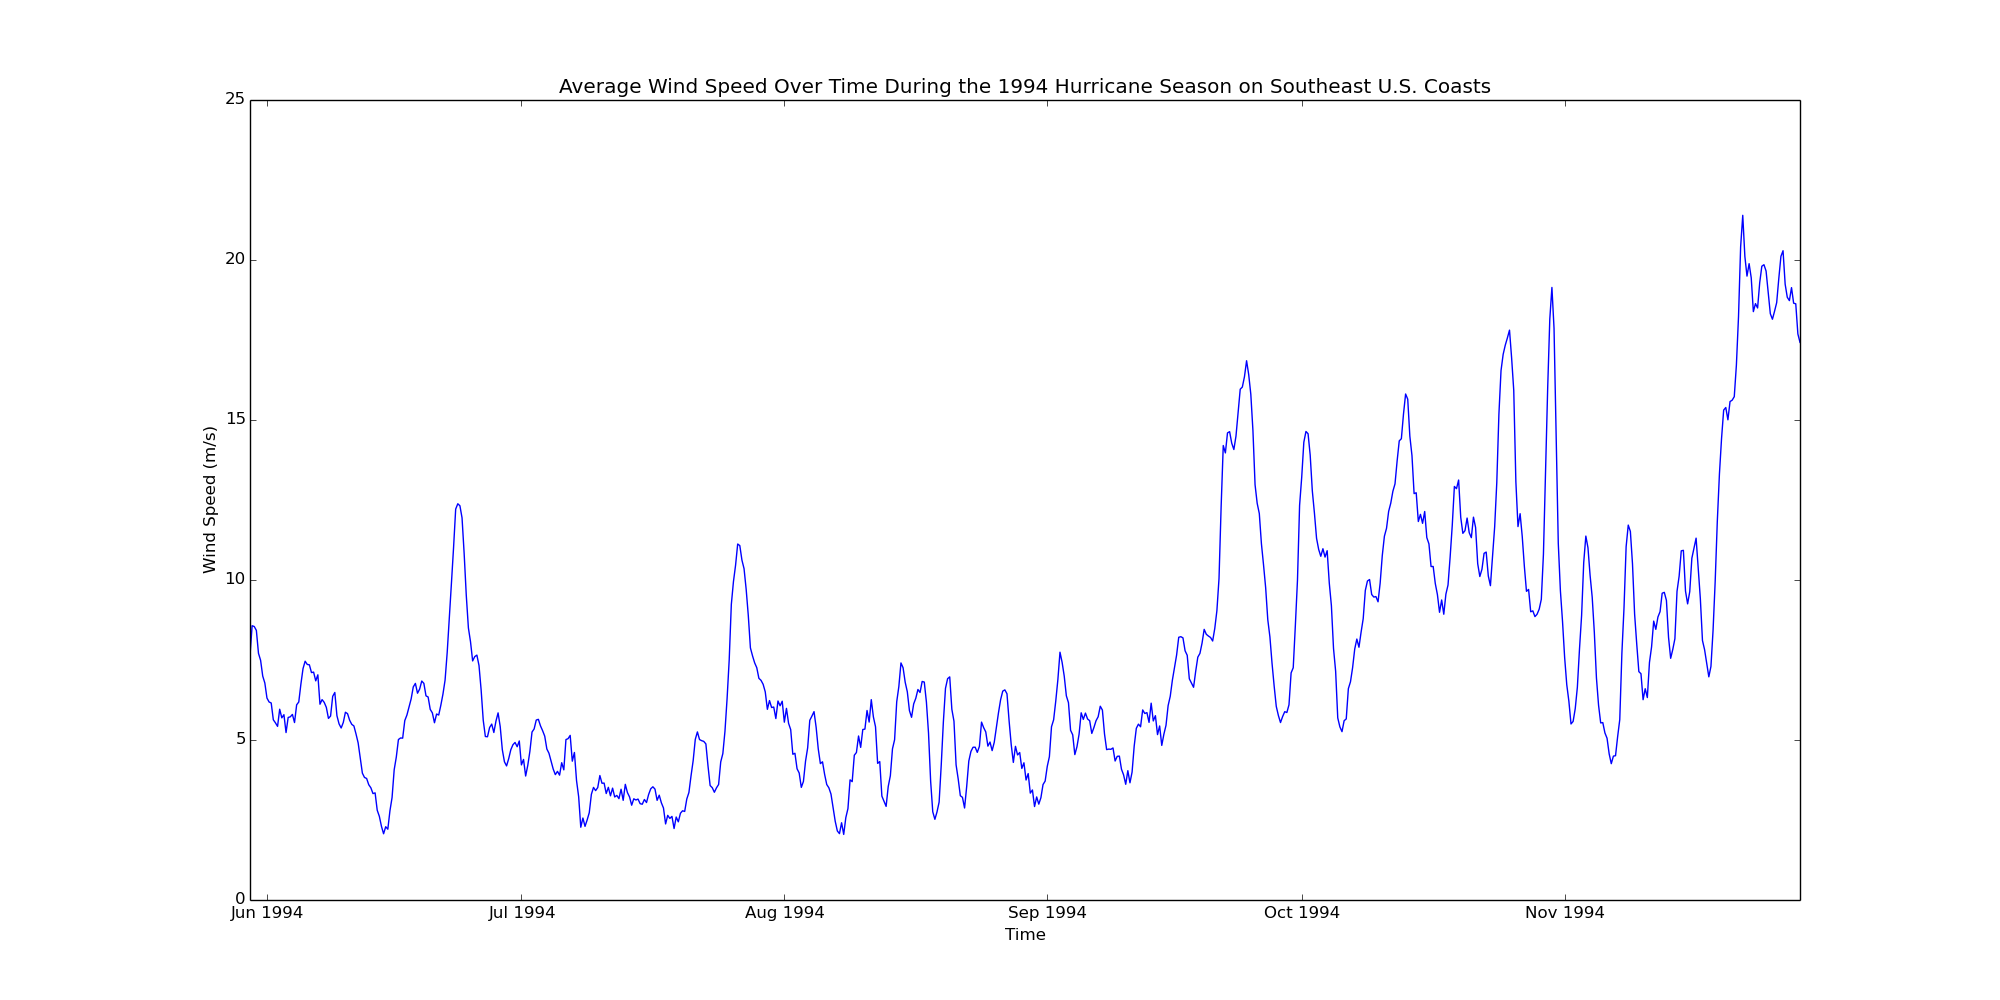 Average Wind Speed Over Time During the 1994 Hurricane Season on Southeast U.S. Coasts
25
20
15
10
5
0
Wind Speed (m/s)
Jun 1994 Jul 1994 Aug 1994 Sep 1994 Oct 1994 Nov 1994
Time